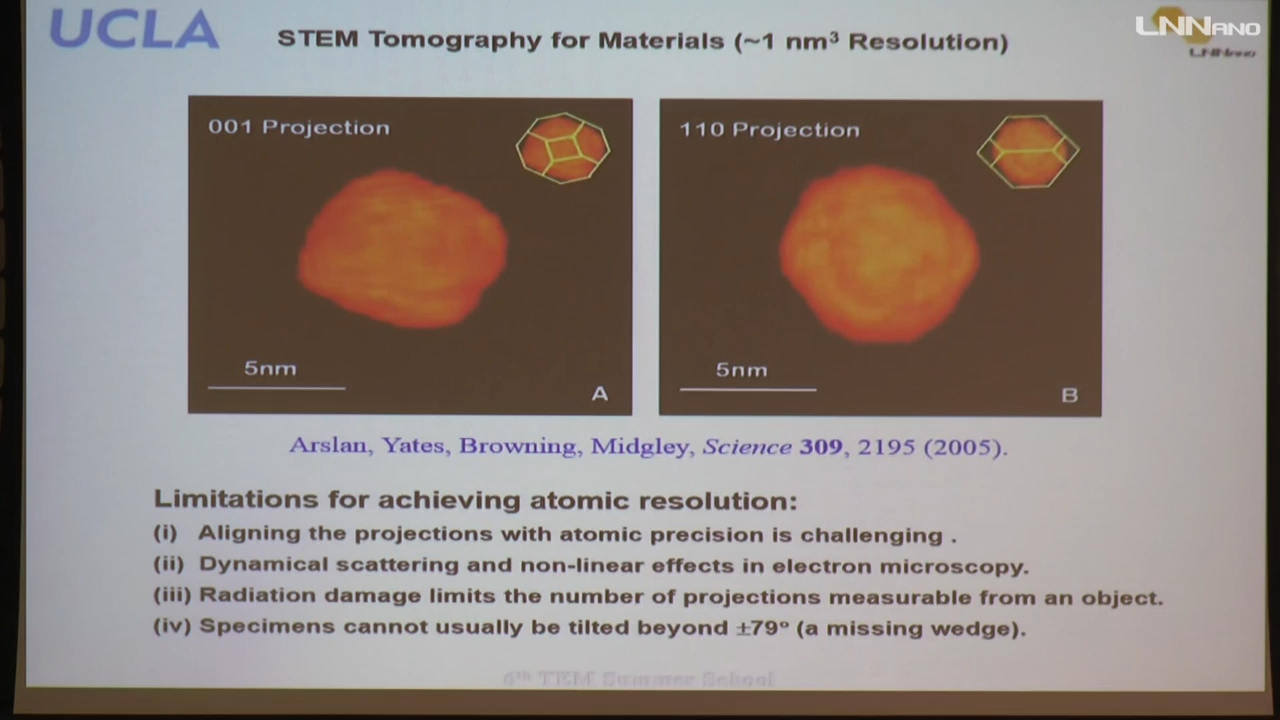 UCLA
STEM Tomography for Materials (~1 nm³ Resolution)
LNNano
LNNano
001 Projection
110 Projection
5nm
A
5nm
B
Arslan, Yates, Browning, Midgley, Science 309, 2195 (2005).
Limitations for achieving atomic resolution:
(i) Aligning the projections with atomic precision is challenging .
(ii) Dynamical scattering and non-linear effects in electron microscopy.
(iii) Radiation damage limits the number of projections measurable from an object.
(iv) Specimens cannot usually be tilted beyond ±79° (a missing wedge).
6th TEM Summer School